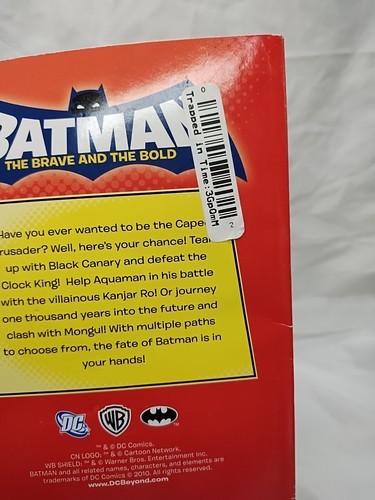 BATMAN
THE BRAVE AND THE BOLD
Trapped in Time:3GpDmM
0
2
Have you ever wanted to be the Caped
Crusader? Well, here's your chance! Team
up with Black Canary and defeat the
Clock King! Help Aquaman in his battle
with the villainous Kanjar Ro! Or journey
one thousand years into the future and
clash with Mongul! With multiple paths
to choose from, the fate of Batman is in
your hands!
DC
WB
™ & © DC Comics.
CN LOGO: ™ & © Cartoon Network.
WB SHIELD: ™ & © Warner Bros. Entertainment Inc.
BATMAN and all related names, characters, and elements are
trademarks of DC Comics © 2010. All rights reserved.
www.DCBeyond.com